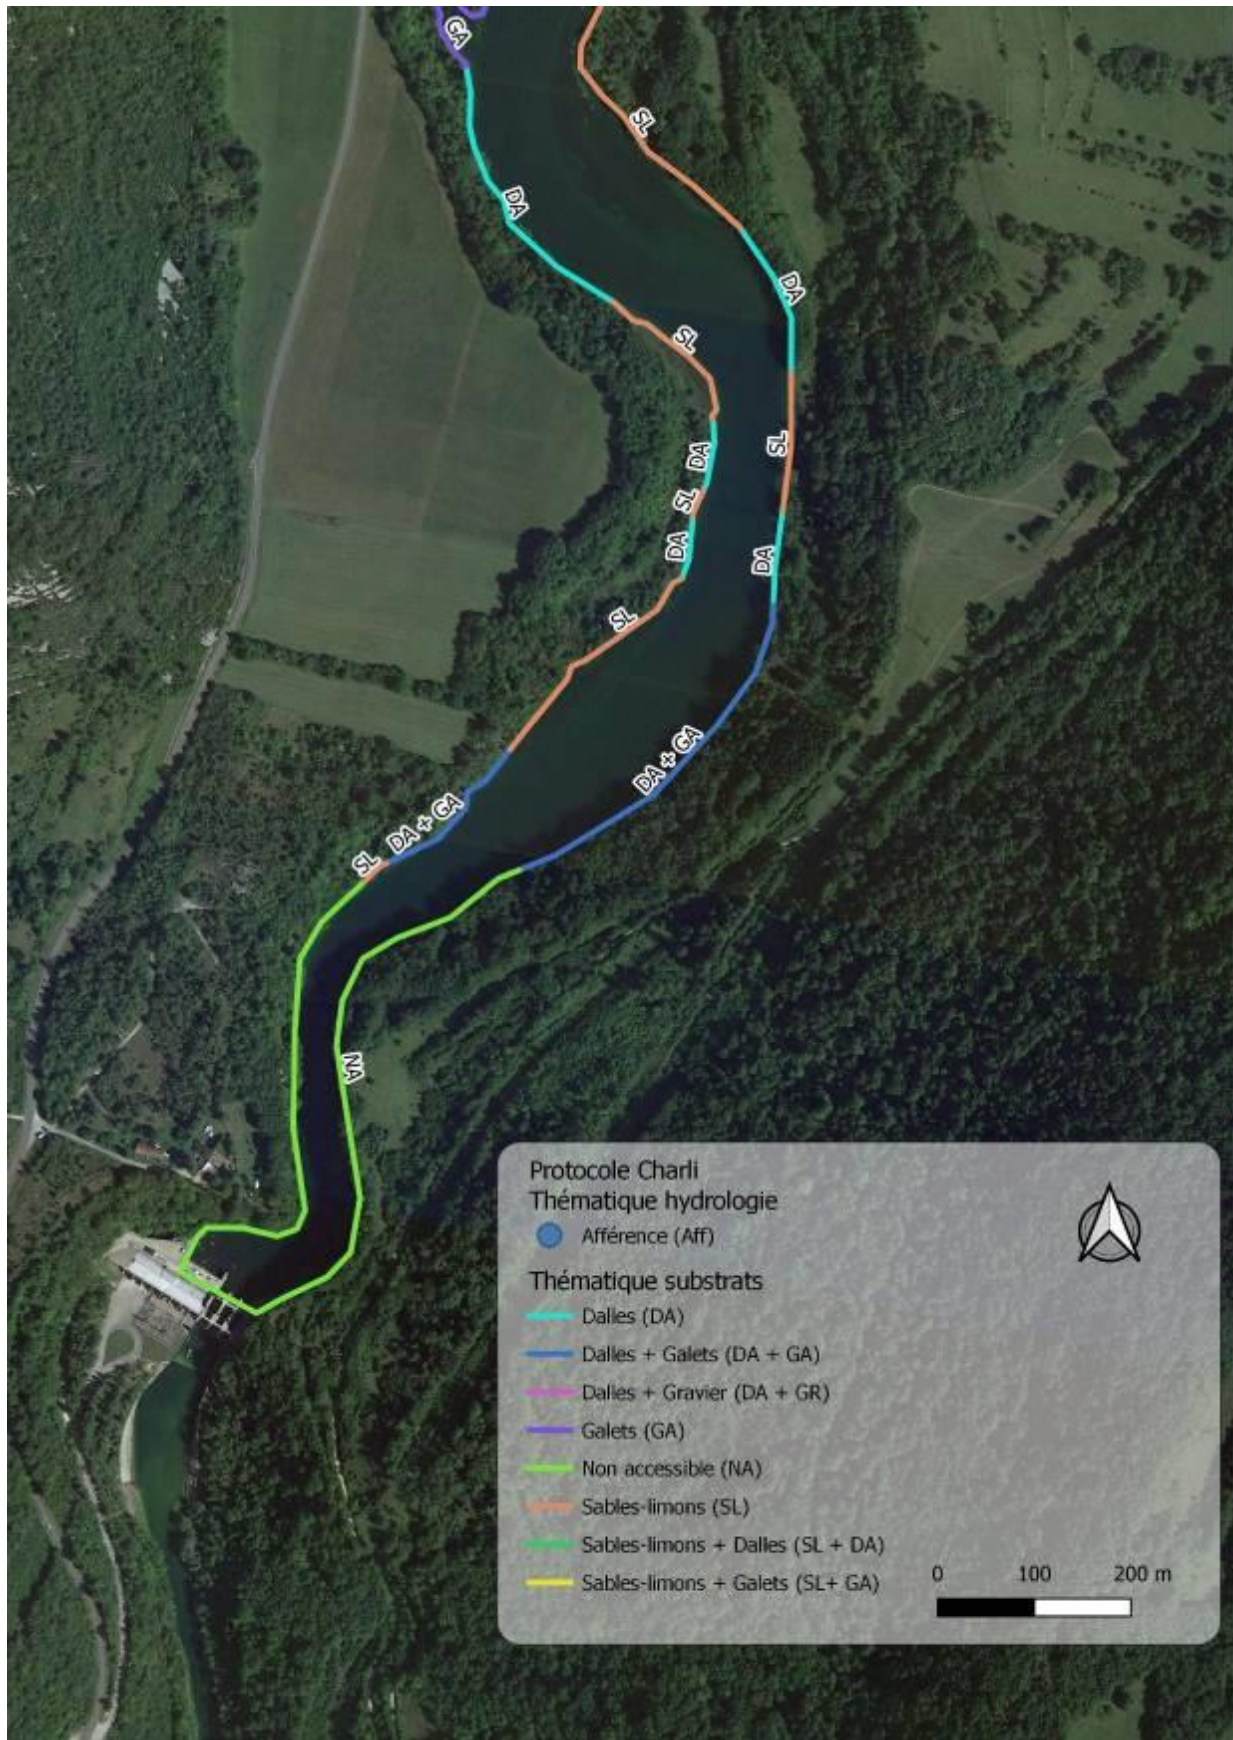 GA
SL
DA
DA
SL
DA
SL
SL
DA
DA
SL
DA + GA
DA + GA
SL
NA
Protocole Charli
Thématique hydrologie
Afférence (Aff)
Thématique substrats
Dalles (DA)
Dalles + Galets (DA + GA)
Dalles + Gravier (DA + GR)
Galets (GA)
Non accessible (NA)
Sables-limons (SL)
Sables-limons + Dalles (SL + DA)
Sables-limons + Galets (SL+ GA)
0 100 200 m